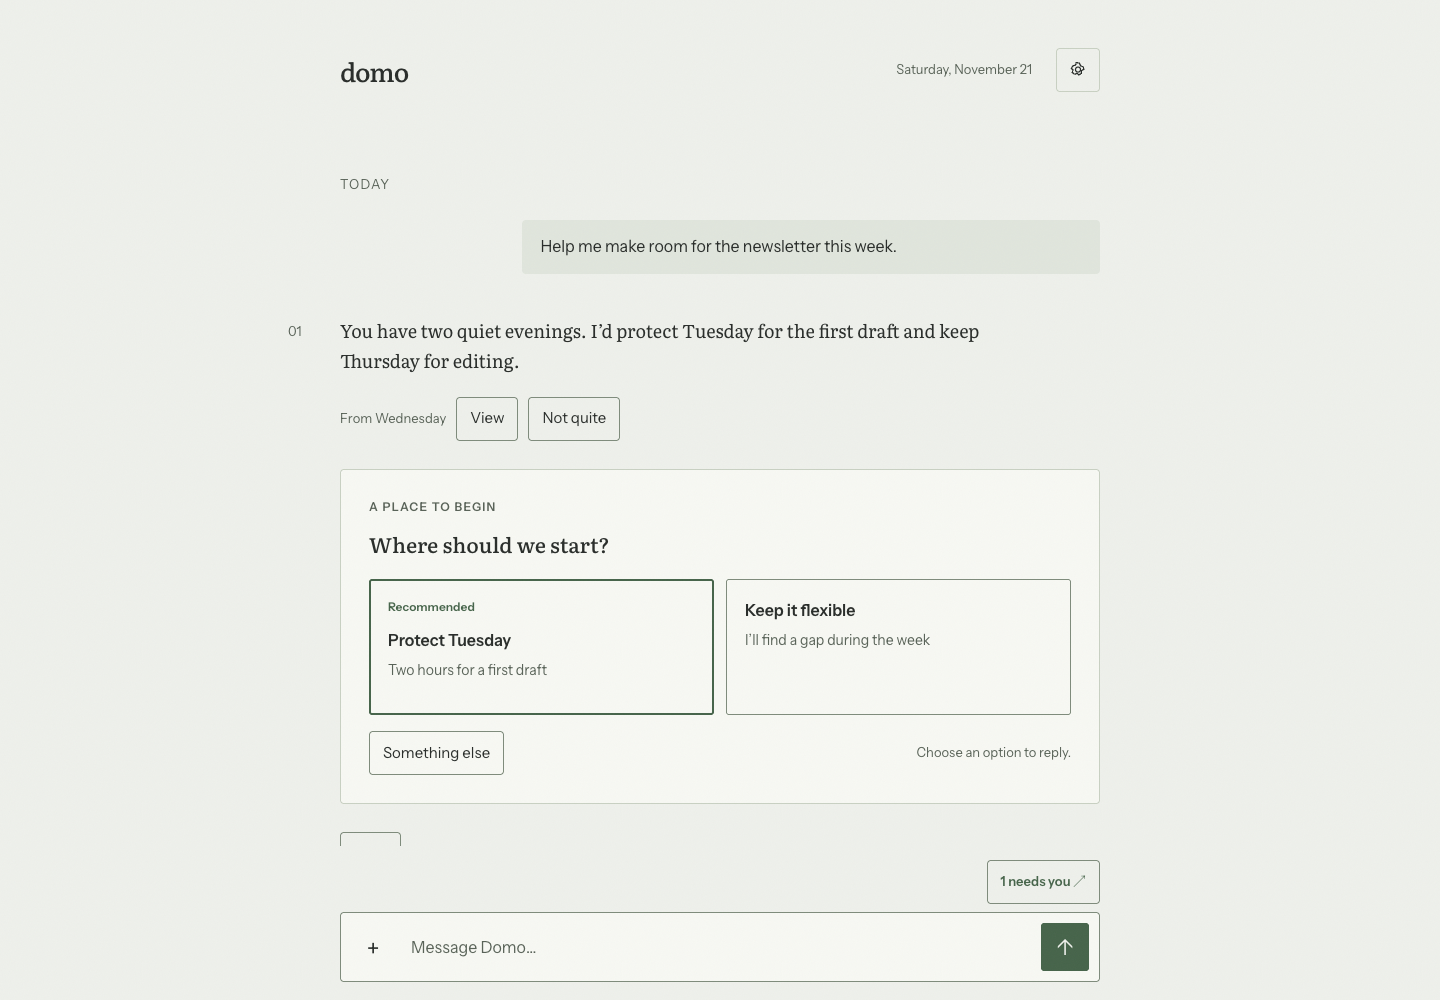 domo
Saturday, November 21
TODAY
Help me make room for the newsletter this week.
01
You have two quiet evenings. I’d protect Tuesday for the first draft and keep
Thursday for editing.
From Wednesday
View
Not quite
A PLACE TO BEGIN
Where should we start?
Recommended
Protect Tuesday
Two hours for a first draft
Keep it flexible
I’ll find a gap during the week
Something else
Choose an option to reply.
1 needs you ↗
+
Message Domo…
↑